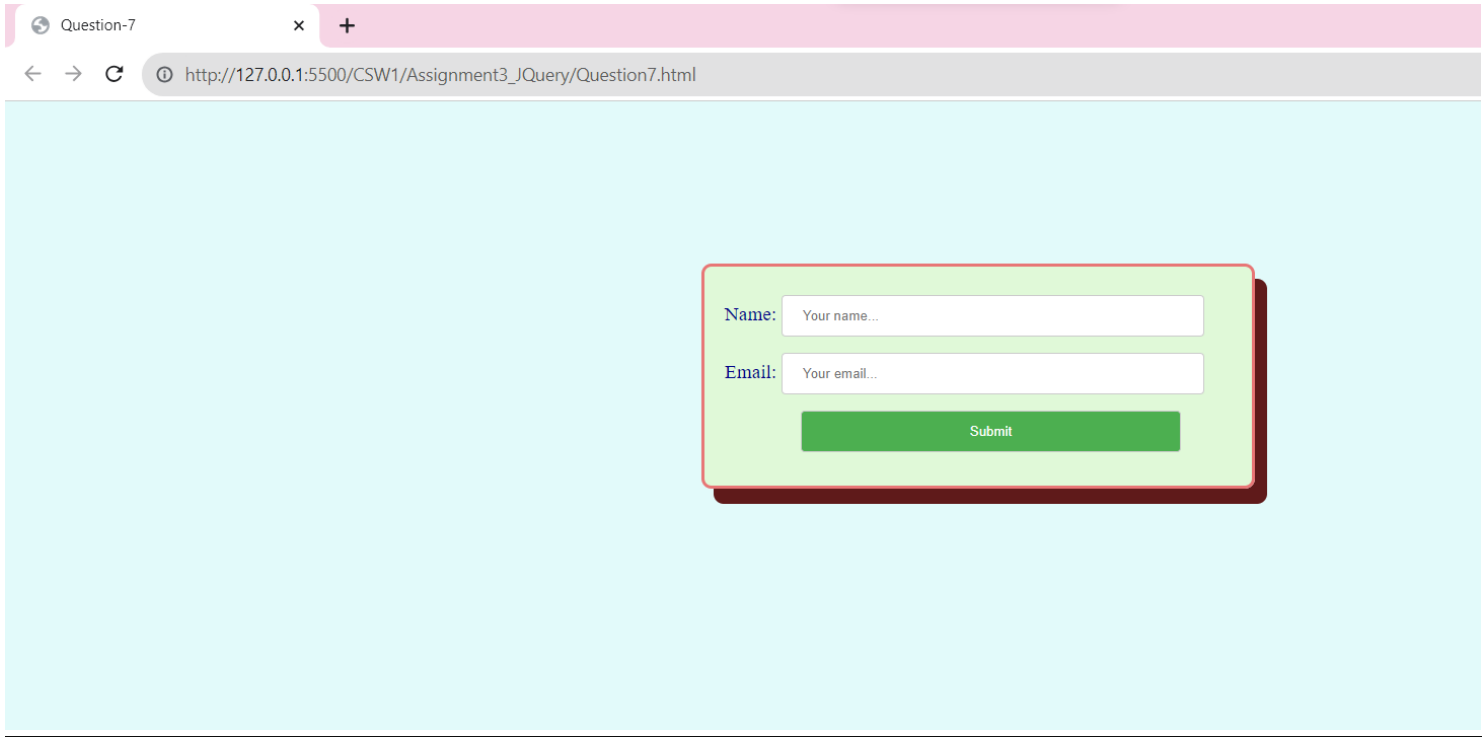 Question-7
http://127.0.0.1:5500/CSW1/Assignment3_JQuery/Question7.html
Name: Your name...
Email: Your email...
Submit